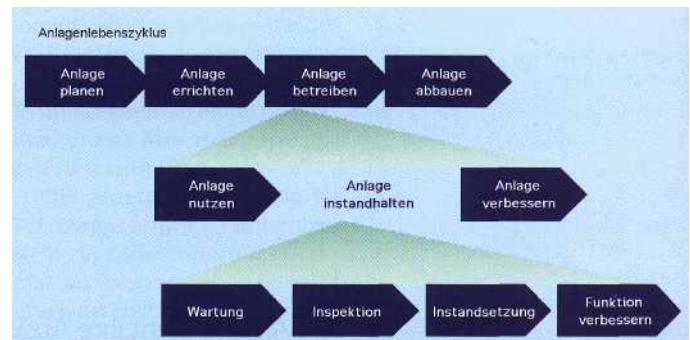 Anlagenlebenszyklus
Anlage
planen
Anlage
errichten
Anlage
betreiben
Anlage
abbauen
Anlage
nutzen
Anlage
instandhalten
Anlage
verbessern
Wartung
Inspektion
Instandsetzung
Funktion
verbessern